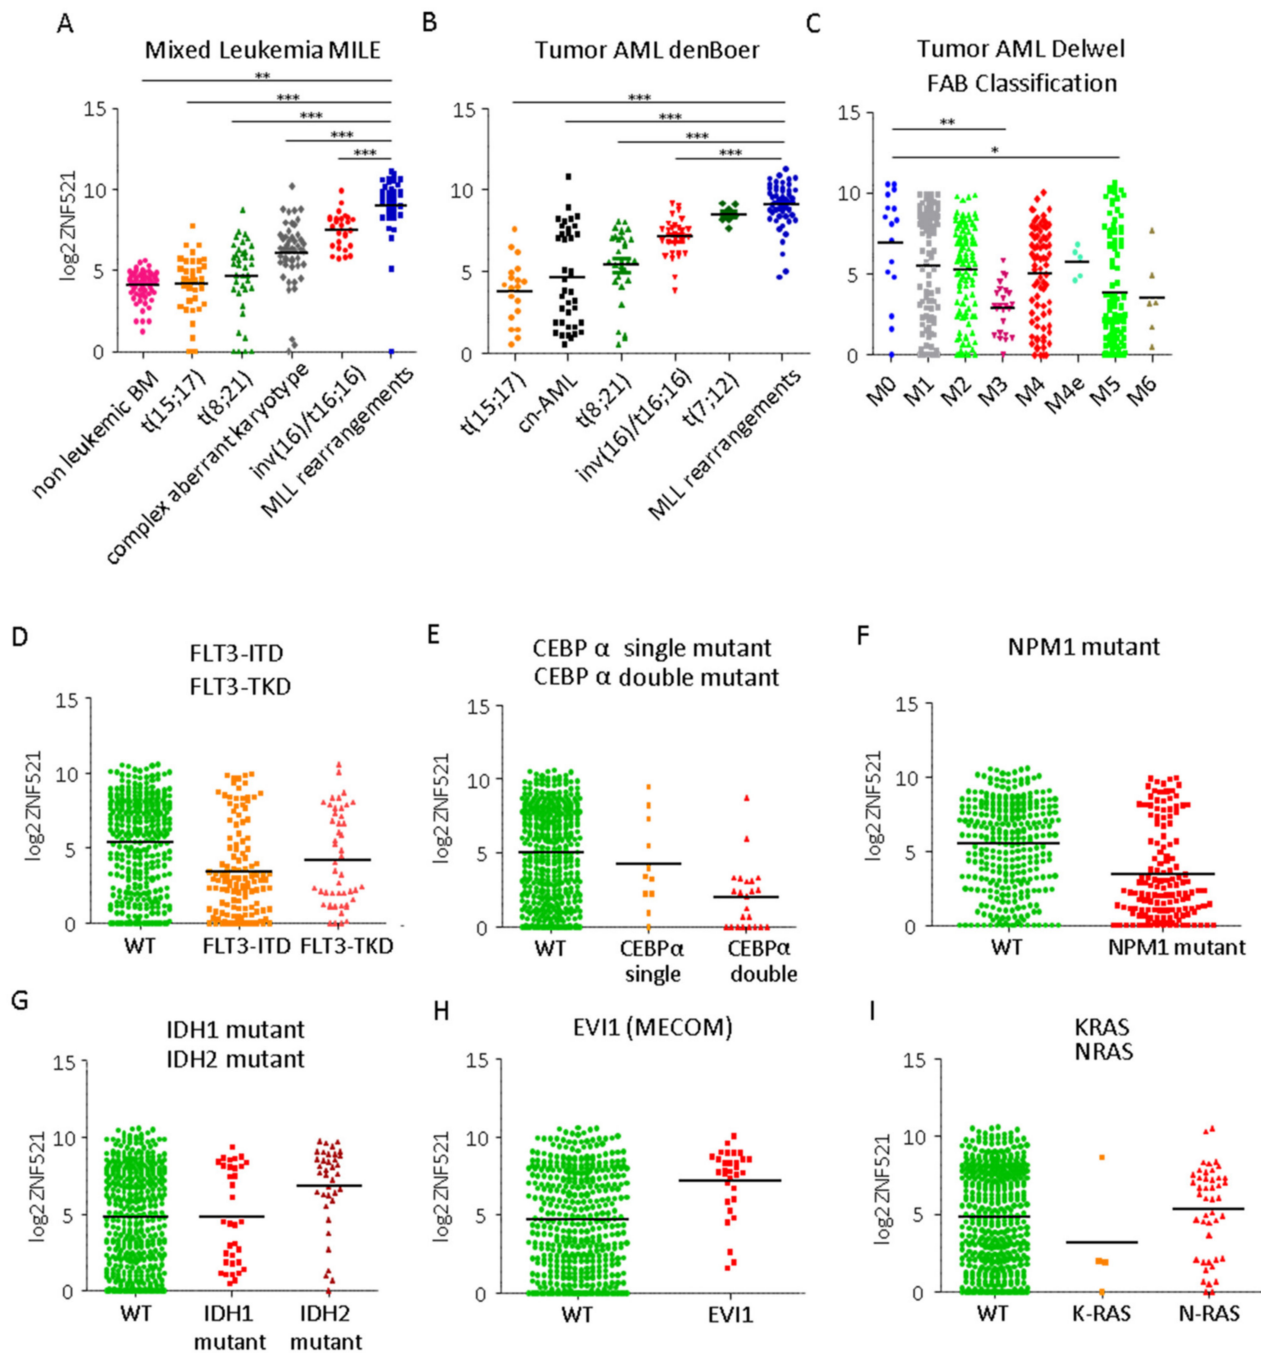 A
Mixed Leukemia MILE
**
***
***
***
***
15
10
5
0
log2 ZNF521
non leukemic BM
t(15;17)
t(8;21)
complex aberrant karyotype
inv(16)/t16;16)
MLL rearrangements
B
Tumor AML denBoer
***
***
***
***
15
10
5
0
t(15;17)
cn-AML
t(8;21)
inv(16)/t16;16)
t(7;12)
MLL rearrangements
C
Tumor AML Delwel
FAB Classification
**
*
15
10
5
0
M0
M1
M2
M3
M4
M4e
M5
M6
D
FLT3-ITD
FLT3-TKD
15
10
5
0
log2 ZNF521
WT
FLT3-ITD
FLT3-TKD
E
CEBP α single mutant
CEBP α double mutant
15
10
5
0
log2 ZNF521
WT
CEBPα
single
CEBPα
double
F
NPM1 mutant
15
10
5
0
log2 ZNF521
WT
NPM1 mutant
G
IDH1 mutant
IDH2 mutant
15
10
5
0
log2 ZNF521
WT
IDH1
mutant
IDH2
mutant
H
EVI1 (MECOM)
15
10
5
0
log2 ZNF521
WT
EVI1
I
KRAS
NRAS
15
10
5
0
log2 ZNF521
WT
K-RAS
N-RAS